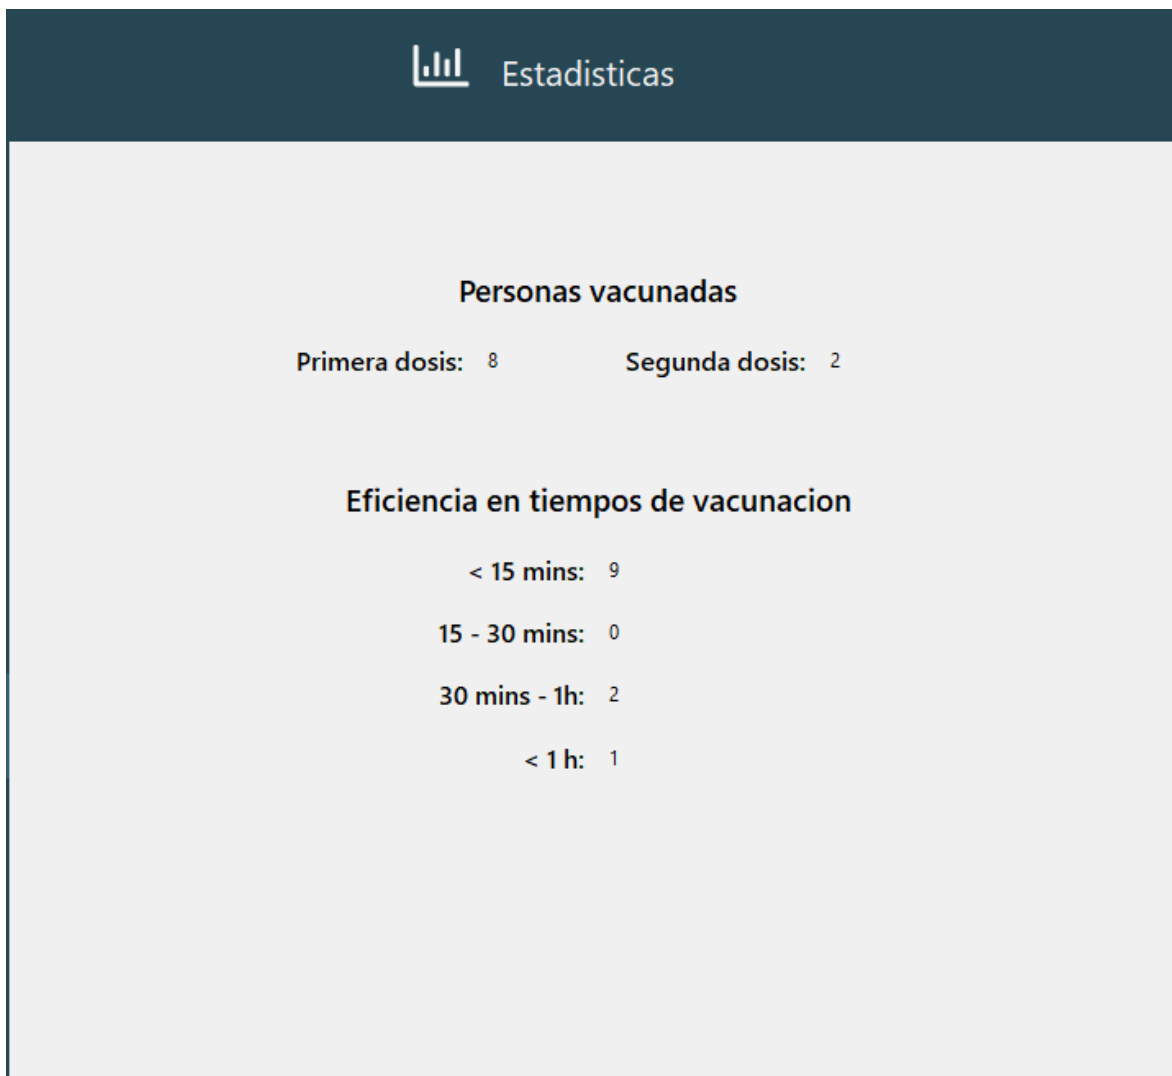 Estadisticas
Personas vacunadas
Primera dosis: 8 Segunda dosis: 2
Eficiencia en tiempos de vacunacion
< 15 mins: 9
15 - 30 mins: 0
30 mins - 1h: 2
< 1 h: 1